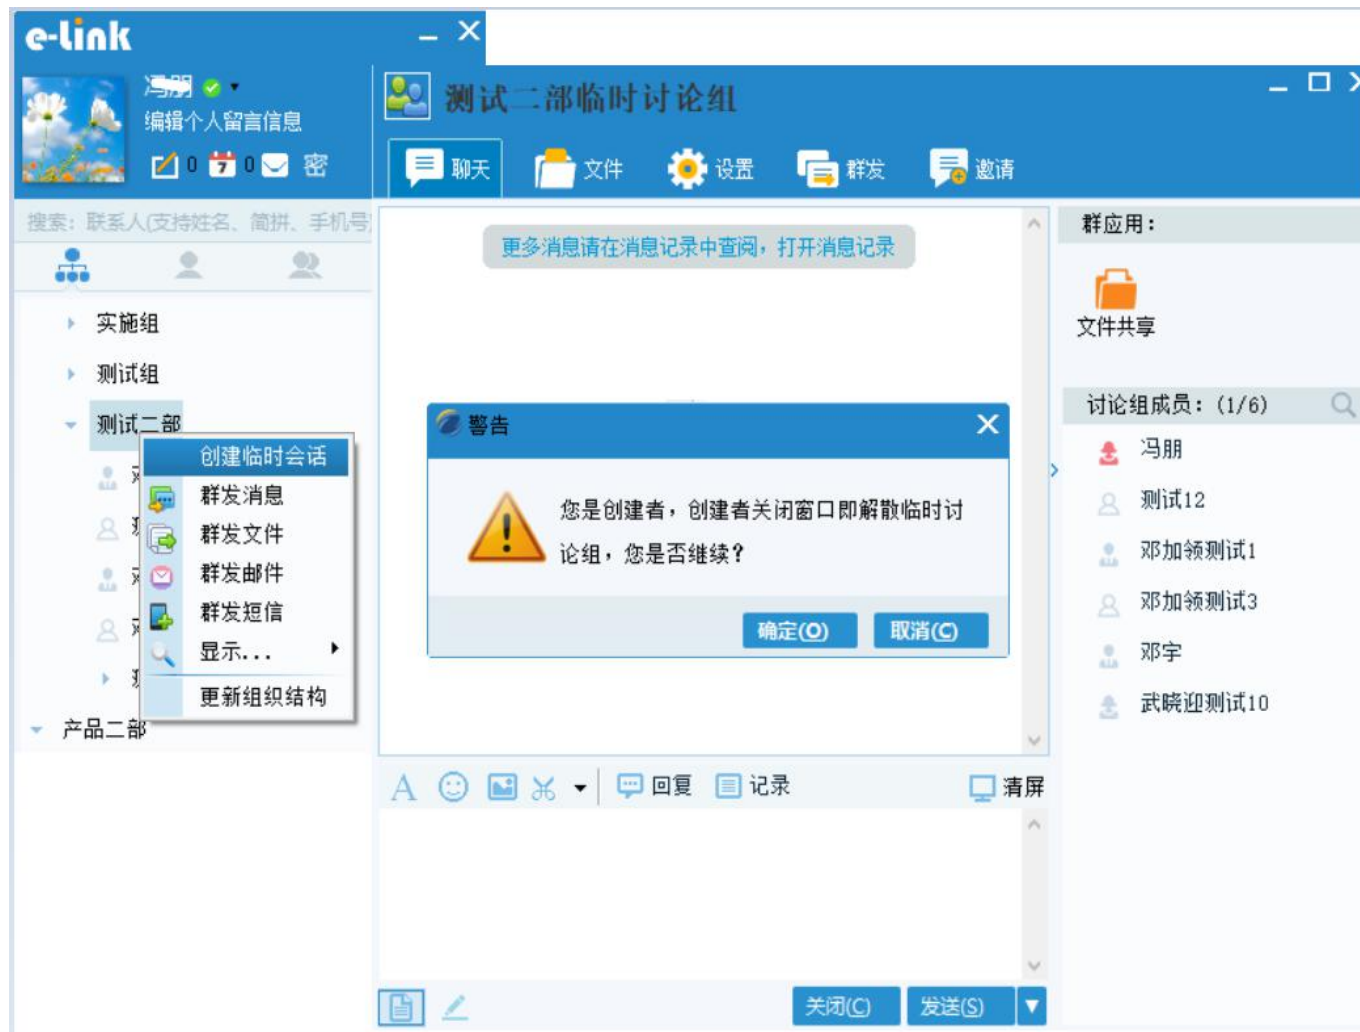 e-Link
冯朋
编辑个人留言信息
0 7 0 密
搜索：联系人(支持姓名、简拼、手机号)
实施组
测试组
测试二部
产品二部
创建临时会话
群发消息
群发文件
群发邮件
群发短信
显示...
更新组织结构
测试二部临时讨论组
聊天 文件 设置 群发 邀请
更多消息请在消息记录中查阅，打开消息记录
警告
您是创建者，创建者关闭窗口即解散临时讨
论组，您是否继续？
确定(O) 取消(C)
A 回复 记录 清屏
关闭(C) 发送(S)
群应用：
文件共享
讨论组成员：(1/6)
冯朋
测试12
邓加领测试1
邓加领测试3
邓宇
武晓迎测试10